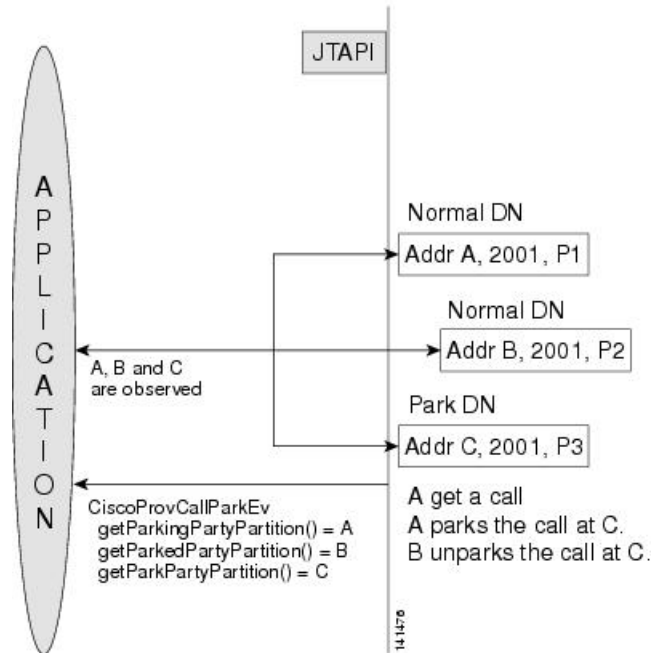 JTAPI
APPLICATION
Normal DN
Addr A, 2001, P1
Normal DN
Addr B, 2001, P2
A, B and C
are observed
Park DN
Addr C, 2001, P3
CiscoProvCallParkEv
getParkingPartyPartition() = A
getParkedPartyPartition() = B
getParkPartyPartition() = C
A get a call
A parks the call at C.
B unparks the call at C.
141476